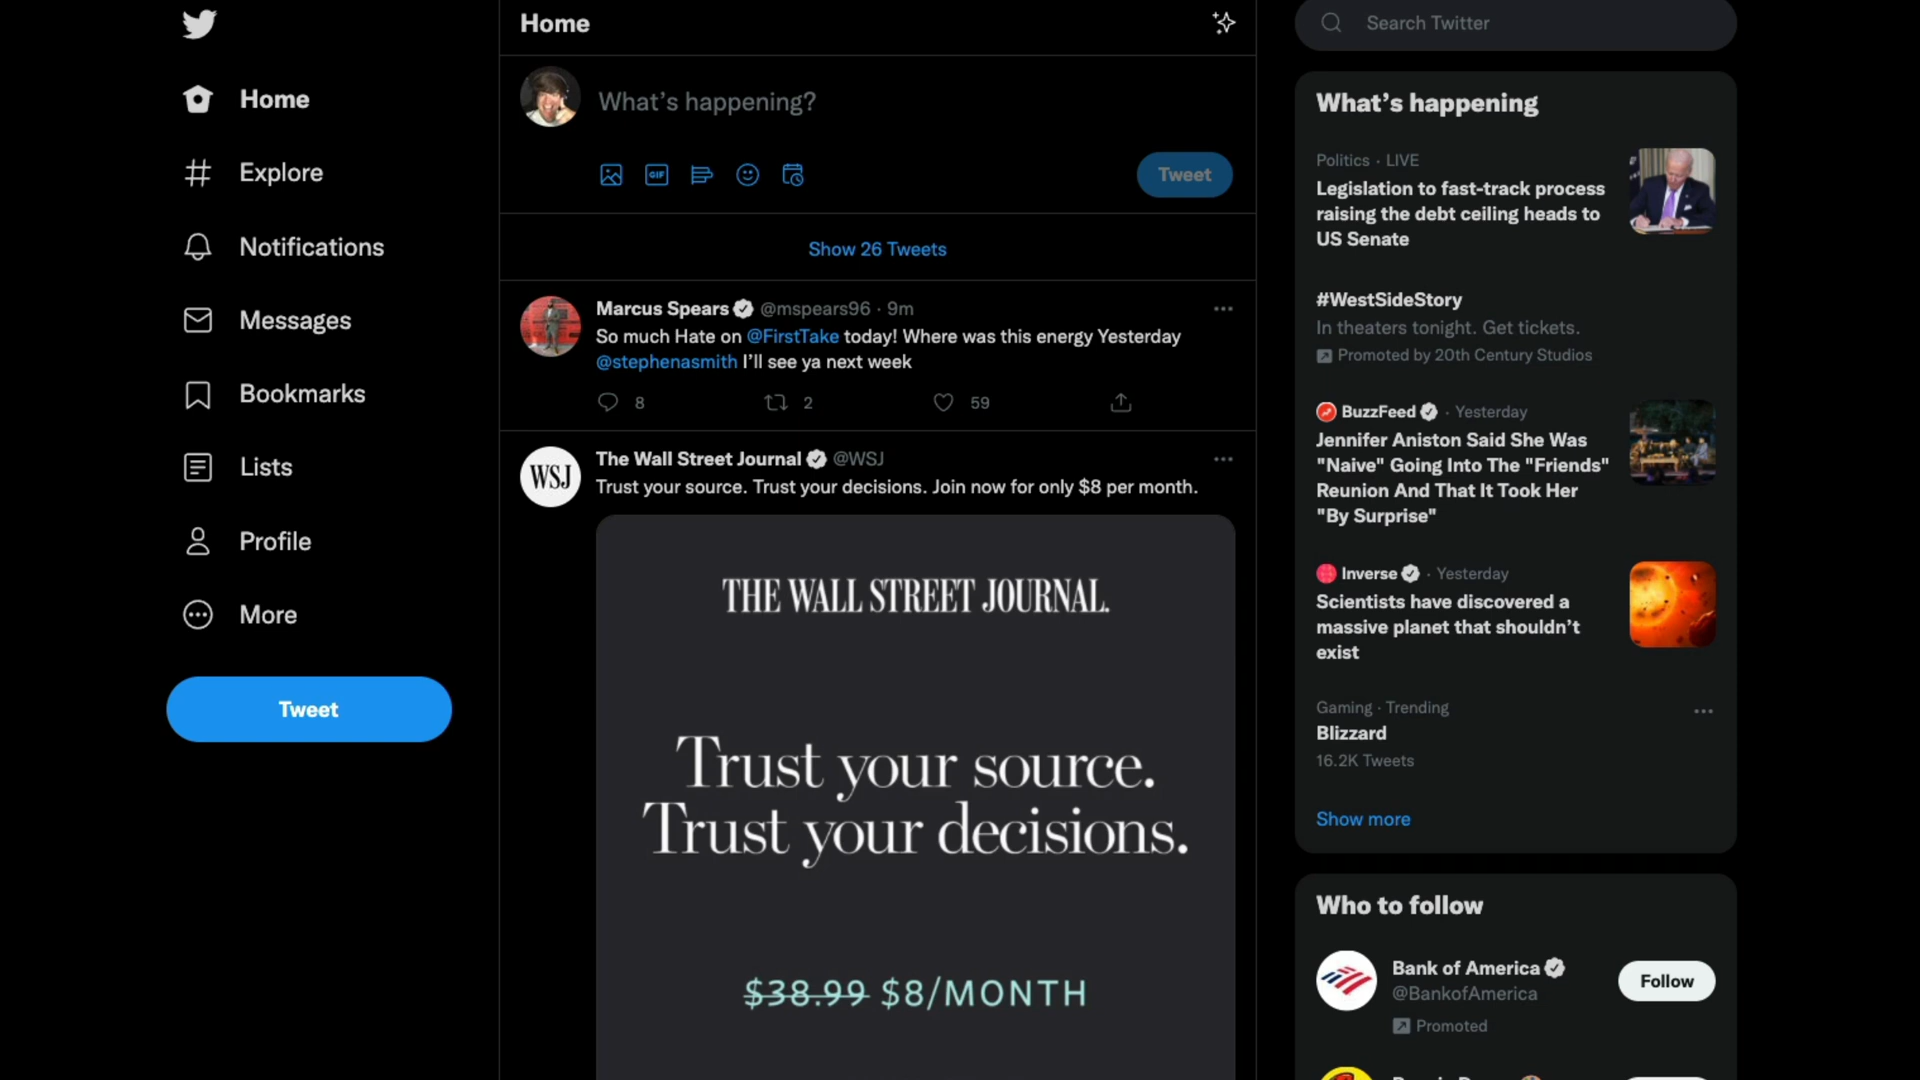 Home
Explore
Notifications
Messages
Bookmarks
Lists
Profile
More
Tweet
Home
What's happening?
GIF
Tweet
Show 26 Tweets
Marcus Spears @mspears96 · 9m
So much Hate on @FirstTake today! Where was this energy Yesterday
@stephenasmith I'll see ya next week
8 2 59
WSJ
The Wall Street Journal @WSJ
Trust your source. Trust your decisions. Join now for only $8 per month.
THE WALL STREET JOURNAL.
Trust your source.
Trust your decisions.
$38.99 $8/MONTH
Search Twitter
What's happening
Politics · LIVE
Legislation to fast-track process
raising the debt ceiling heads to
US Senate
#WestSideStory
In theaters tonight. Get tickets.
Promoted by 20th Century Studios
BuzzFeed · Yesterday
Jennifer Aniston Said She Was
"Naive" Going Into The "Friends"
Reunion And That It Took Her
"By Surprise"
Inverse · Yesterday
Scientists have discovered a
massive planet that shouldn't
exist
Gaming · Trending
Blizzard
16.2K Tweets
Show more
Who to follow
Bank of America
@BankofAmerica
Follow
Promoted